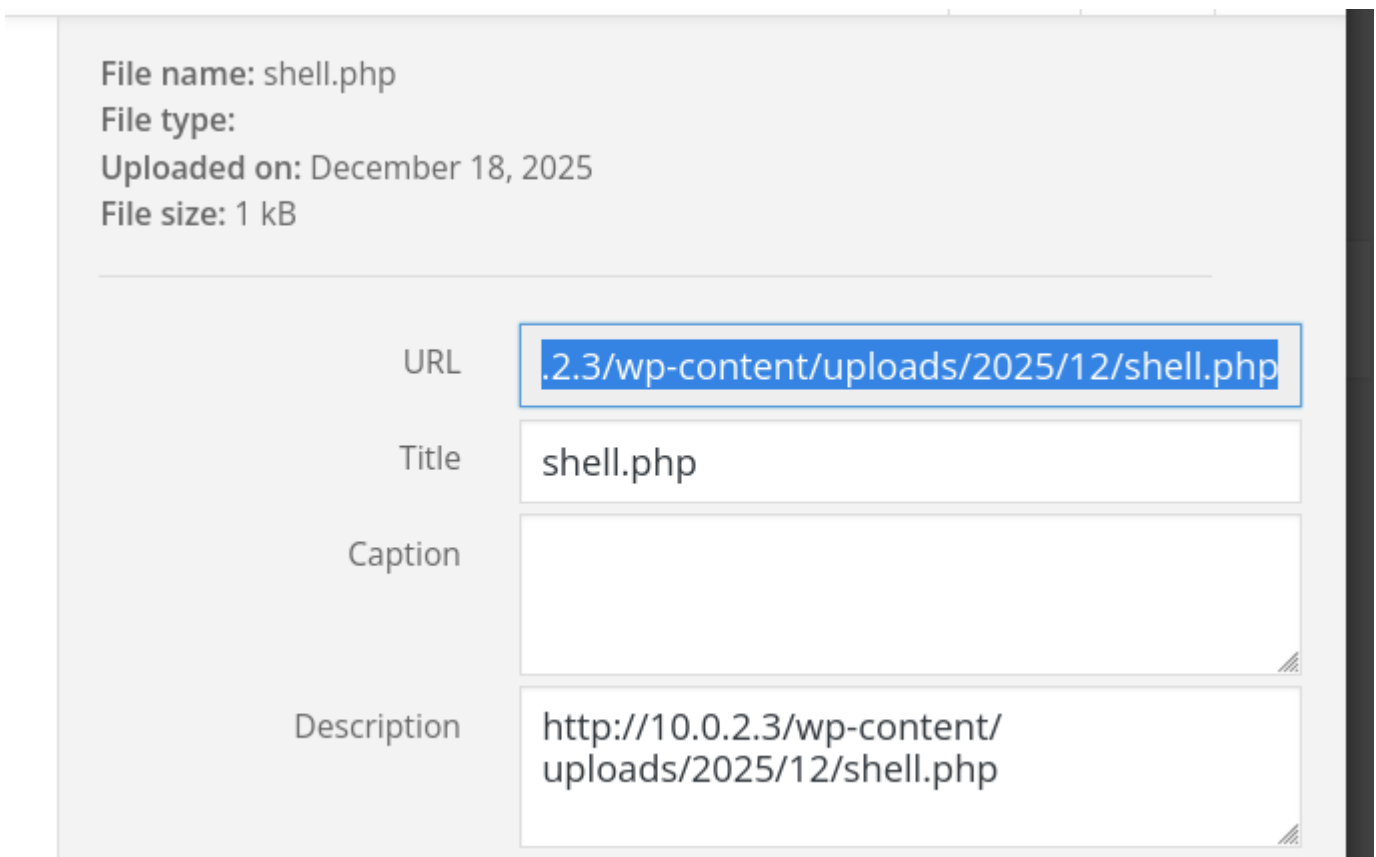 File name: shell.php
File type:
Uploaded on: December 18, 2025
File size: 1 kB
URL .2.3/wp-content/uploads/2025/12/shell.php
Title shell.php
Caption
Description http://10.0.2.3/wp-content/
uploads/2025/12/shell.php